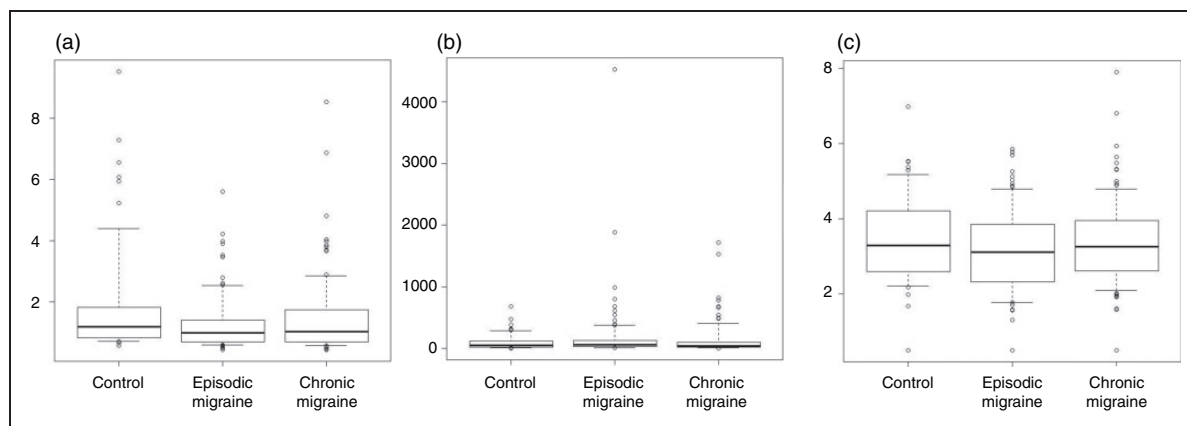 (a)
8
6
4
2
Control
Episodic
migraine
Chronic
migraine
(b)
4000
3000
2000
1000
0
Control
Episodic
migraine
Chronic
migraine
(c)
8
6
4
2
Control
Episodic
migraine
Chronic
migraine